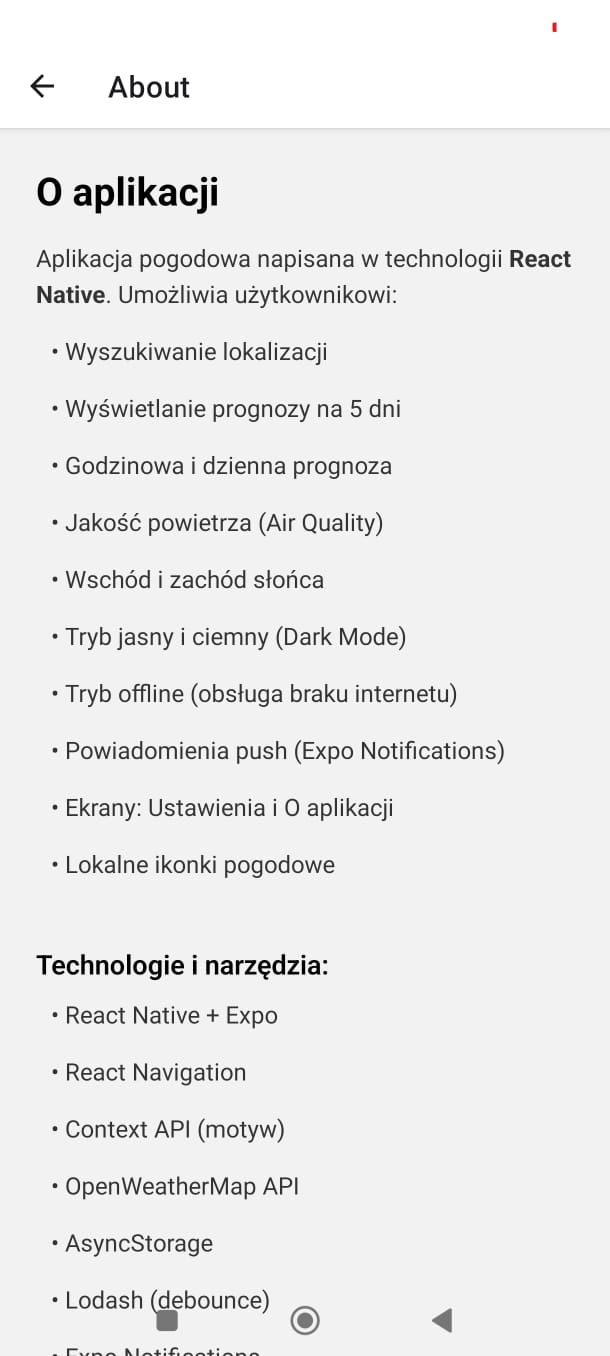 About
O aplikacji
Aplikacja pogodowa napisana w technologii React
Native. Umożliwia użytkownikowi:
• Wyszukiwanie lokalizacji
• Wyświetlanie prognozy na 5 dni
• Godzinowa i dzienna prognoza
• Jakość powietrza (Air Quality)
• Wschód i zachód słońca
• Tryb jasny i ciemny (Dark Mode)
• Tryb offline (obsługa braku internetu)
• Powiadomienia push (Expo Notifications)
• Ekrany: Ustawienia i O aplikacji
• Lokalne ikonki pogodowe
Technologie i narzędzia:
• React Native + Expo
• React Navigation
• Context API (motyw)
• OpenWeatherMap API
• AsyncStorage
• Lodash (debounce)
• Expo Notifications